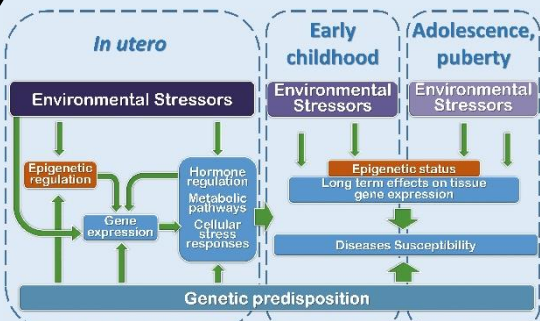 In utero
Early
childhood
Adolescence,
puberty
Environmental Stressors
Environmental
Stressors
Environmental
Stressors
Epigenetic
regulation
Gene
expression
Hormone
regulation
Metabolic
pathways
Cellular
stress
responses
Epigenetic status
Long term effects on tissue
gene expression
Diseases Susceptibility
Genetic predisposition